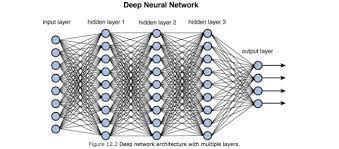 Deep Neural Network
input layer hidden layer 1 hidden layer 2 hidden layer 3
output layer
Figure 12.2 Deep network architecture with multiple layers.